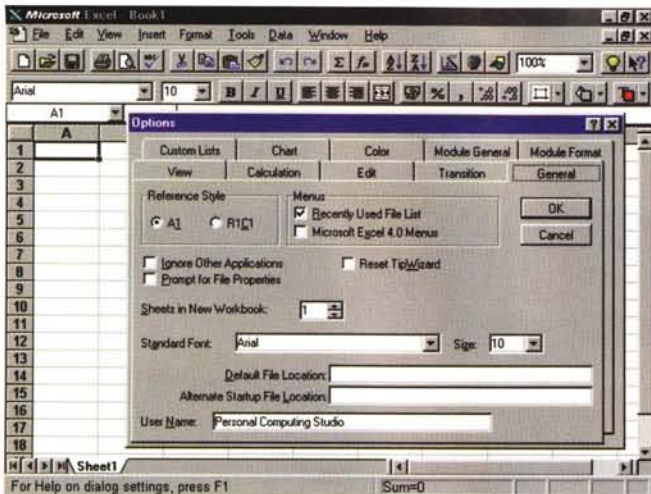 Microsoft Excel - Book1
File Edit View Insert Format Tools Data Window Help
100%
Arial 10 B I U % ,
A1
Options
Custom Lists Chart Color Module General Module Format
View Calculation Edit Transition General
Reference Style
A1 R1C1
Menus
Recently Used File List
Microsoft Excel 4.0 Menus
OK
Cancel
Ignore Other Applications
Reset TipWizard
Prompt for File Properties
Sheets in New Workbook: 1
Standard Font: Arial Size: 10
Default File Location:
Alternate Startup File Location:
User Name: Personal Computing Studio
A
1
2
3
4
5
6
7
8
9
10
11
12
13
14
15
16
17
18
Sheet1
For Help on dialog settings, press F1 Sum=0